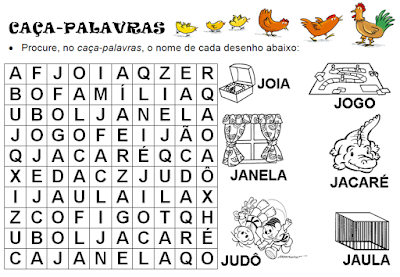 CAÇA-PALAVRAS
• Procure, no caça-palavras, o nome de cada desenho abaixo:
A F J O I A Q Z E R
B O F A M Í L I A Q
U B O L J A N E L A
J O G O F E I J Ã O
Q J A C A R É Q C A
X E D A C Z J U D Ô
I J A U L A I L A X
Z C O F I G O T Q H
U B O L J A C A R É
C A J A N E L A Q O
JOIA
JOGO
JANELA
JACARÉ
JUDÔ
JAULA